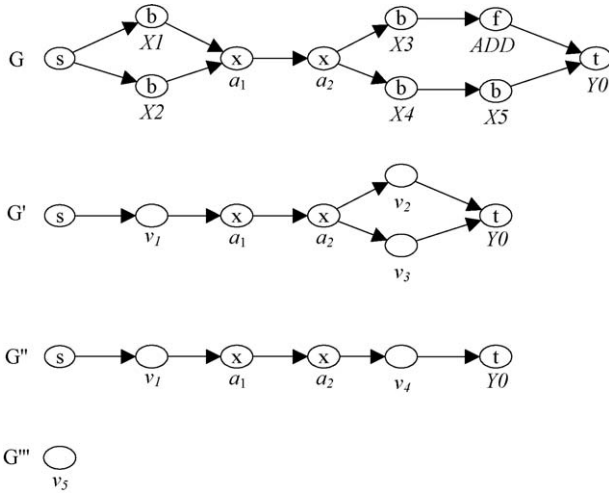 b b f
X1 X3 ADD
G s x x t
a1 a2 Y0
b b b
X2 X4 X5
v2
G' s x x t
v1 a1 a2 Y0
v3
G'' s x x t
v1 a1 a2 v4 Y0
G'''
v5